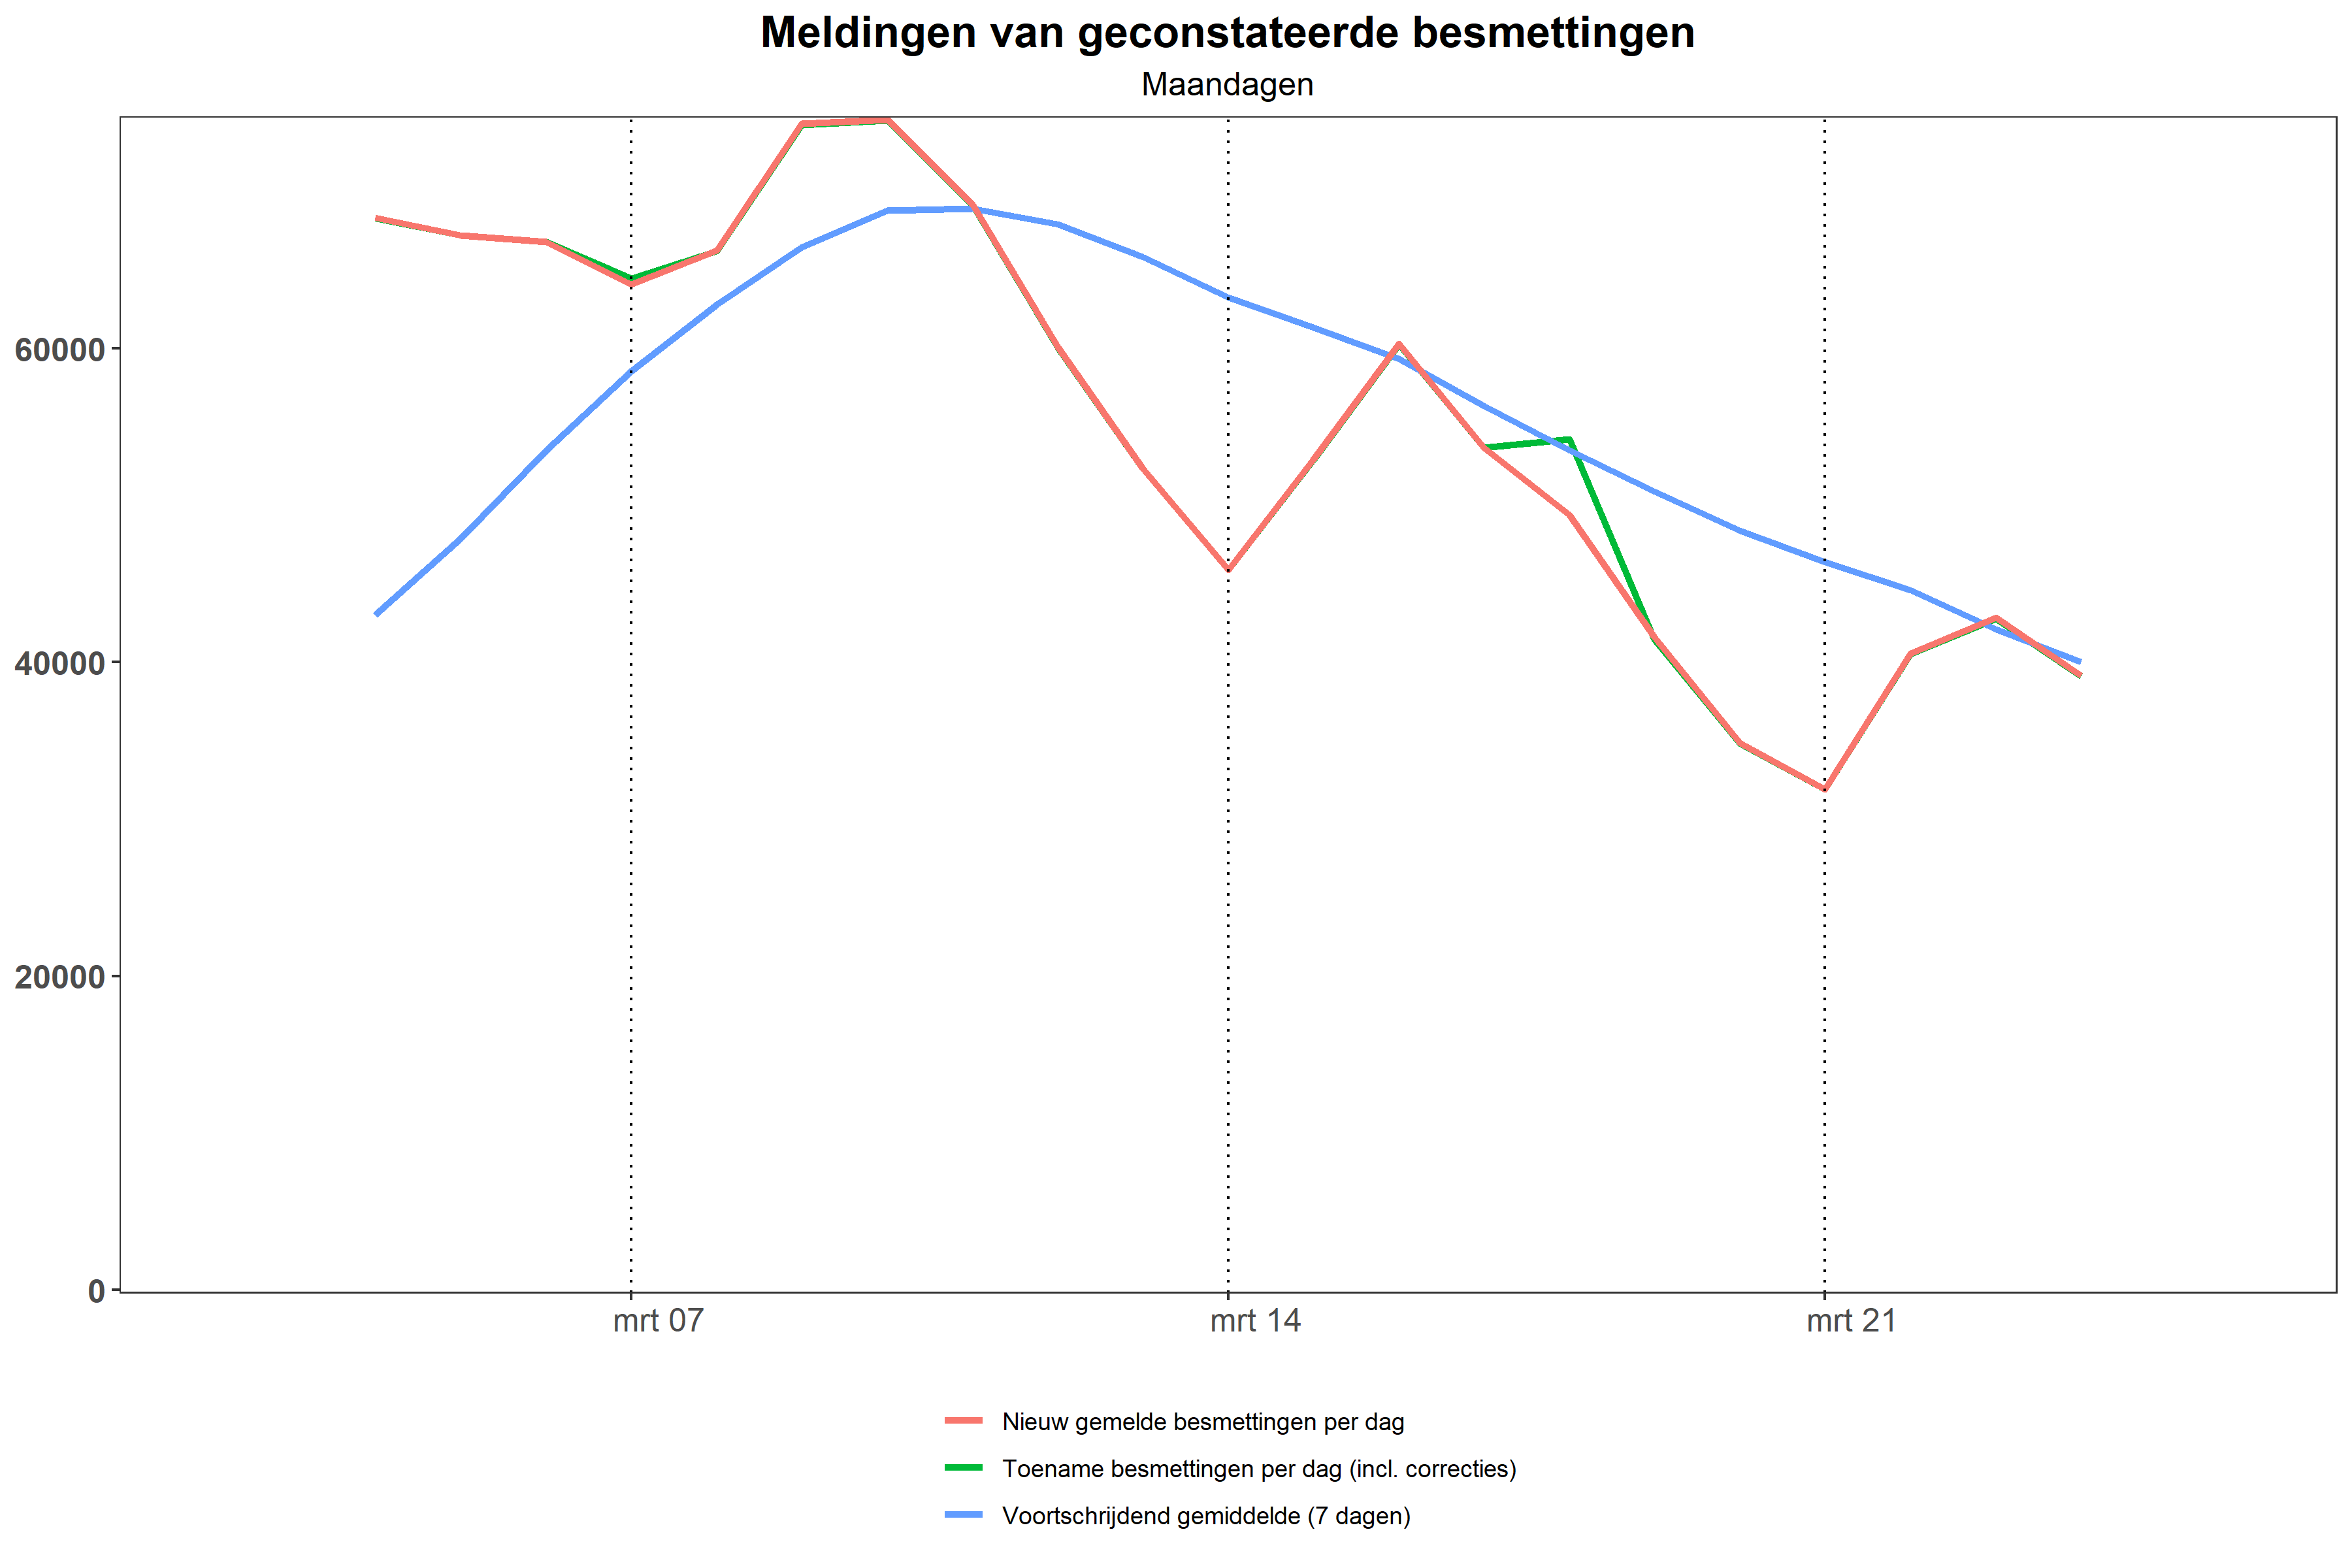 Meldingen van geconstateerde besmettingen
Maandagen
60000
40000
20000
0
mrt 07 mrt 14 mrt 21
Nieuw gemelde besmettingen per dag
Toename besmettingen per dag (incl. correcties)
Voortschrijdend gemiddelde (7 dagen)